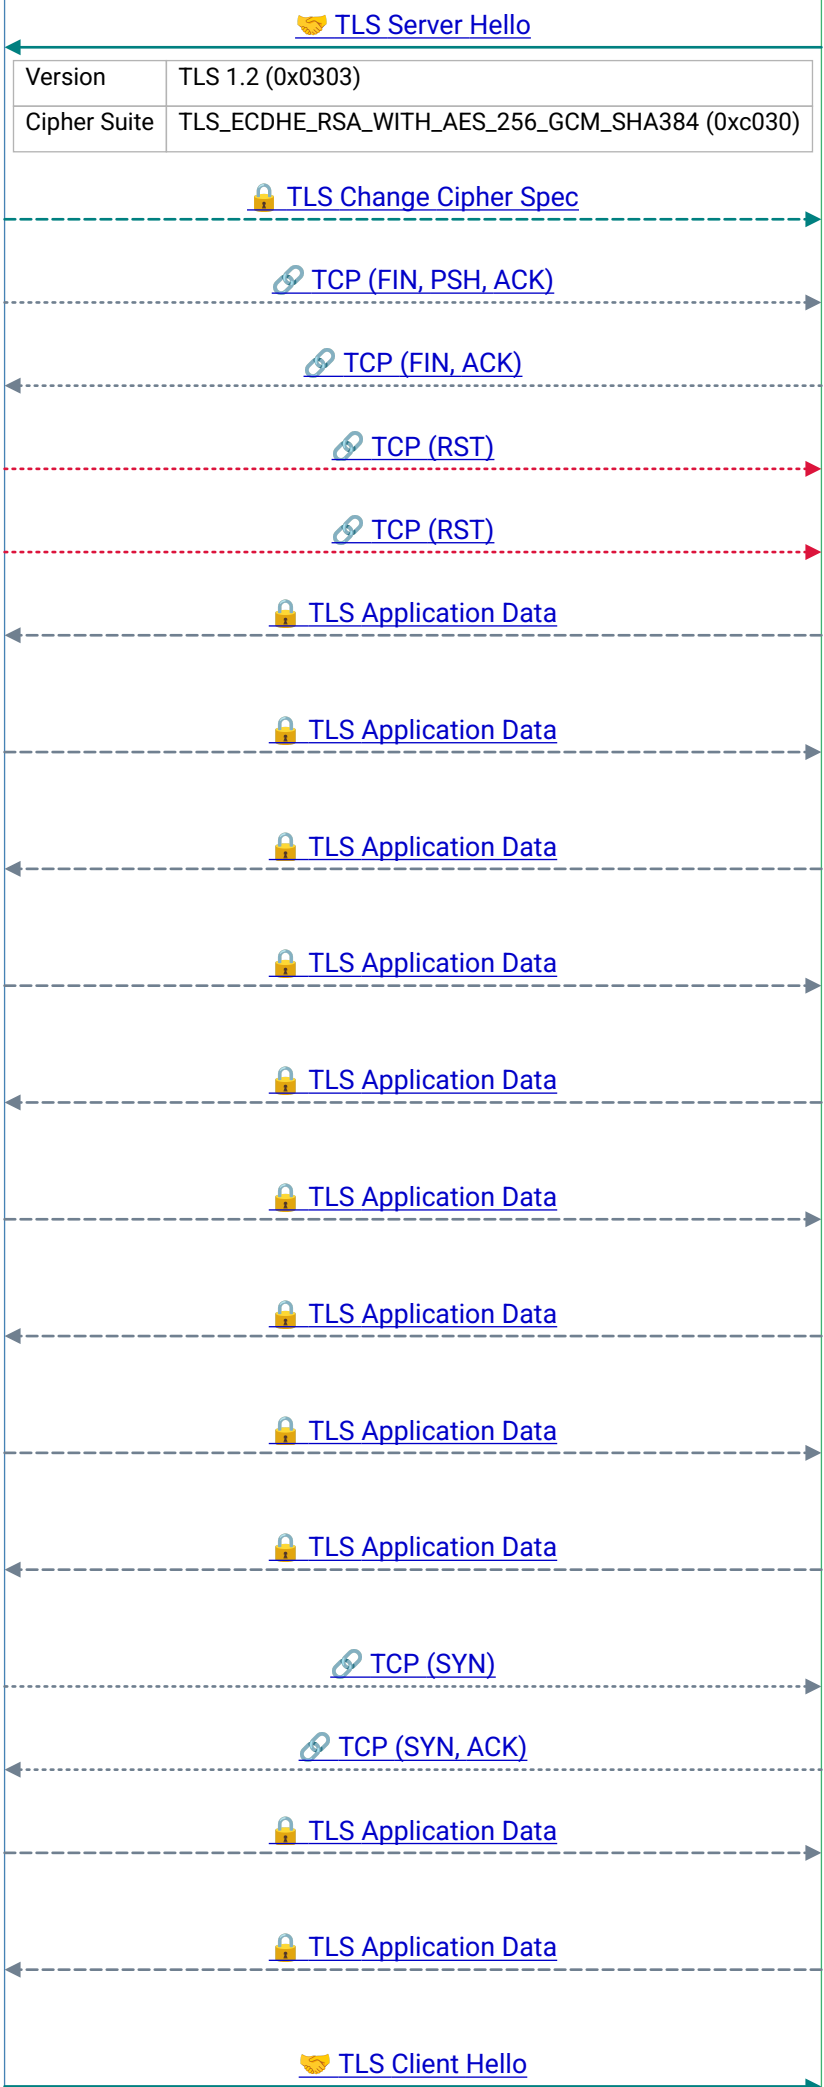 🤝 TLS Server Hello
Version TLS 1.2 (0x0303)
Cipher Suite TLS_ECDHE_RSA_WITH_AES_256_GCM_SHA384 (0xc030)
🔒 TLS Change Cipher Spec
🔗 TCP (FIN, PSH, ACK)
🔗 TCP (FIN, ACK)
🔗 TCP (RST)
🔗 TCP (RST)
🔒 TLS Application Data
🔒 TLS Application Data
🔒 TLS Application Data
🔒 TLS Application Data
🔒 TLS Application Data
🔒 TLS Application Data
🔒 TLS Application Data
🔒 TLS Application Data
🔒 TLS Application Data
🔗 TCP (SYN)
🔗 TCP (SYN, ACK)
🔒 TLS Application Data
🔒 TLS Application Data
🤝 TLS Client Hello